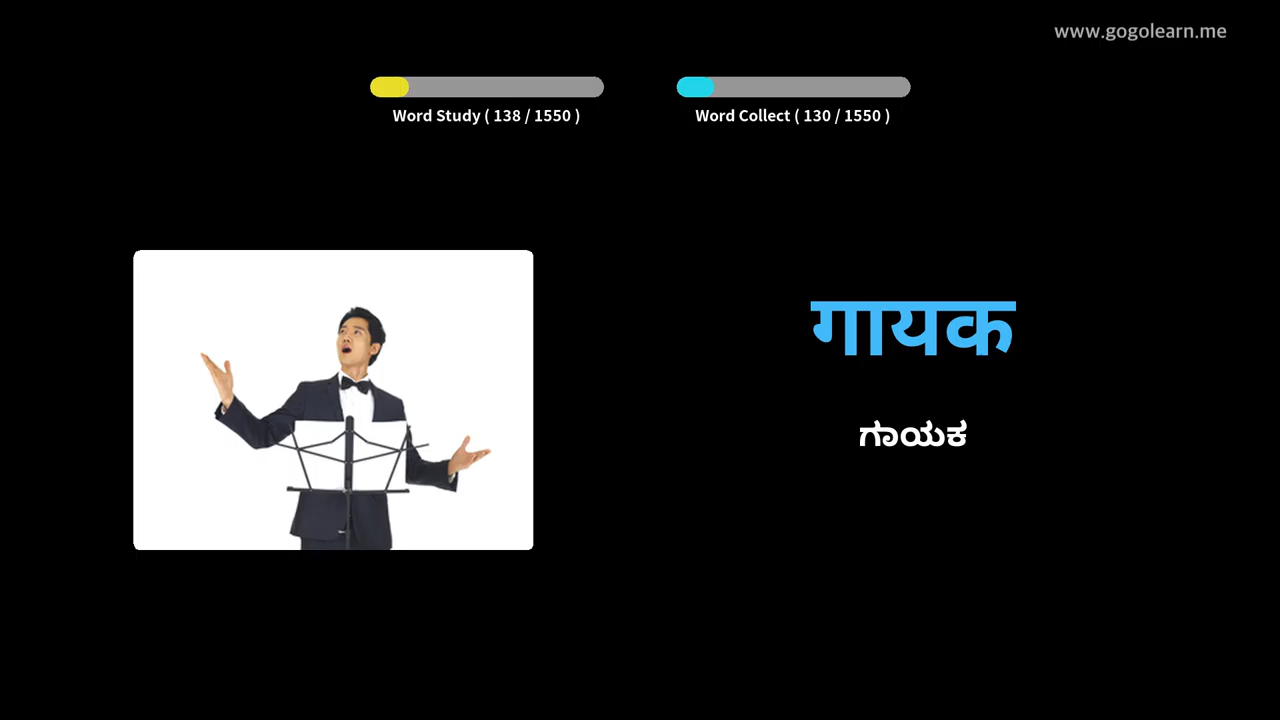 www.gogolearn.me
Word Study ( 138 / 1550 )
Word Collect ( 130 / 1550 )
गायक
ಗಾಯಕ